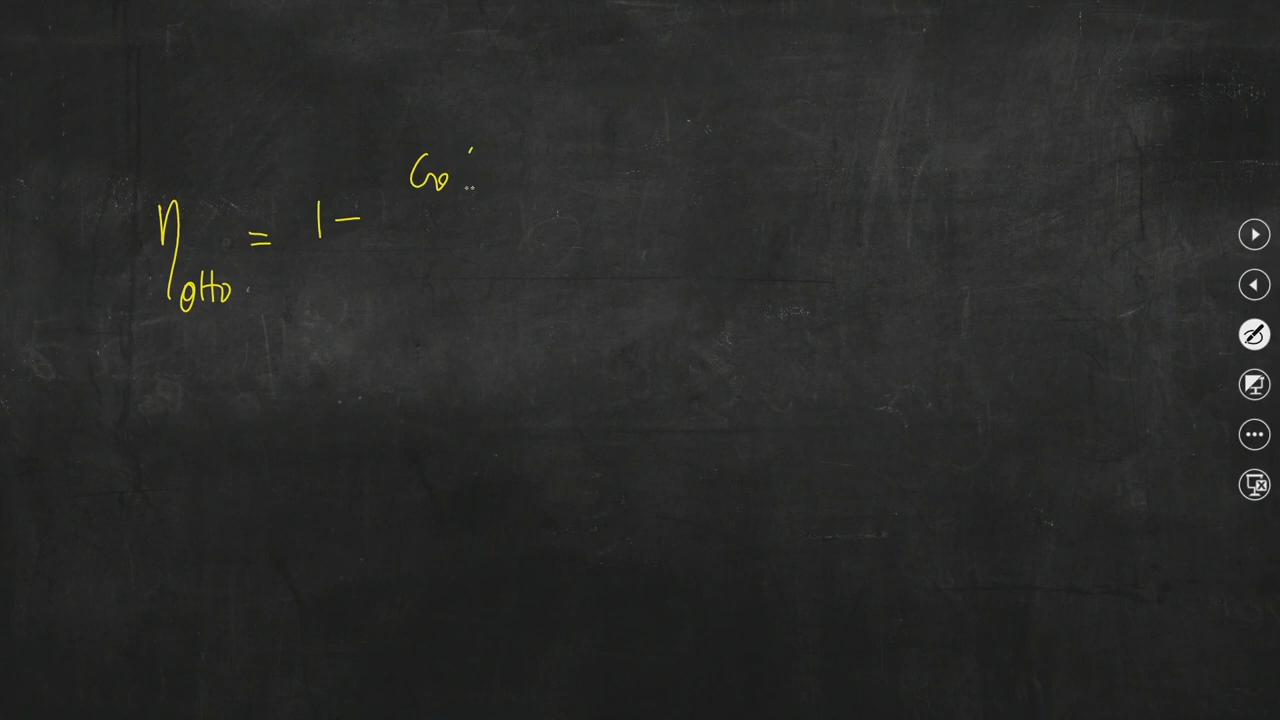 η_OTTO = 1 -